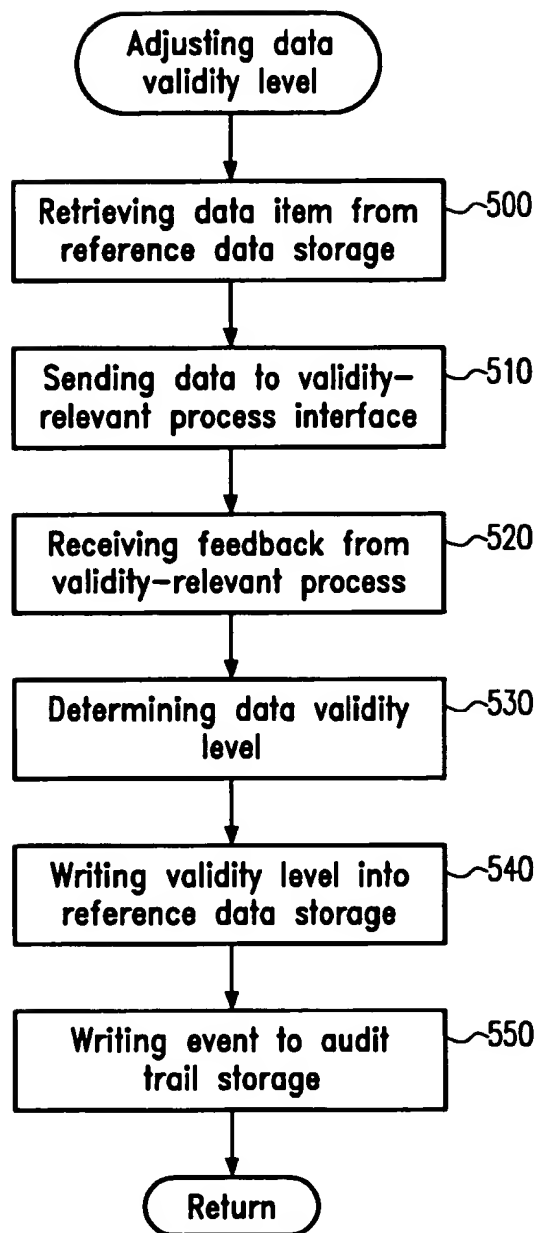 Adjusting data
validity level
Retrieving data item from
reference data storage
500
Sending data to validity-
relevant process interface
510
Receiving feedback from
validity-relevant process
520
Determining data validity
level
530
Writing validity level into
reference data storage
540
Writing event to audit
trail storage
550
Return